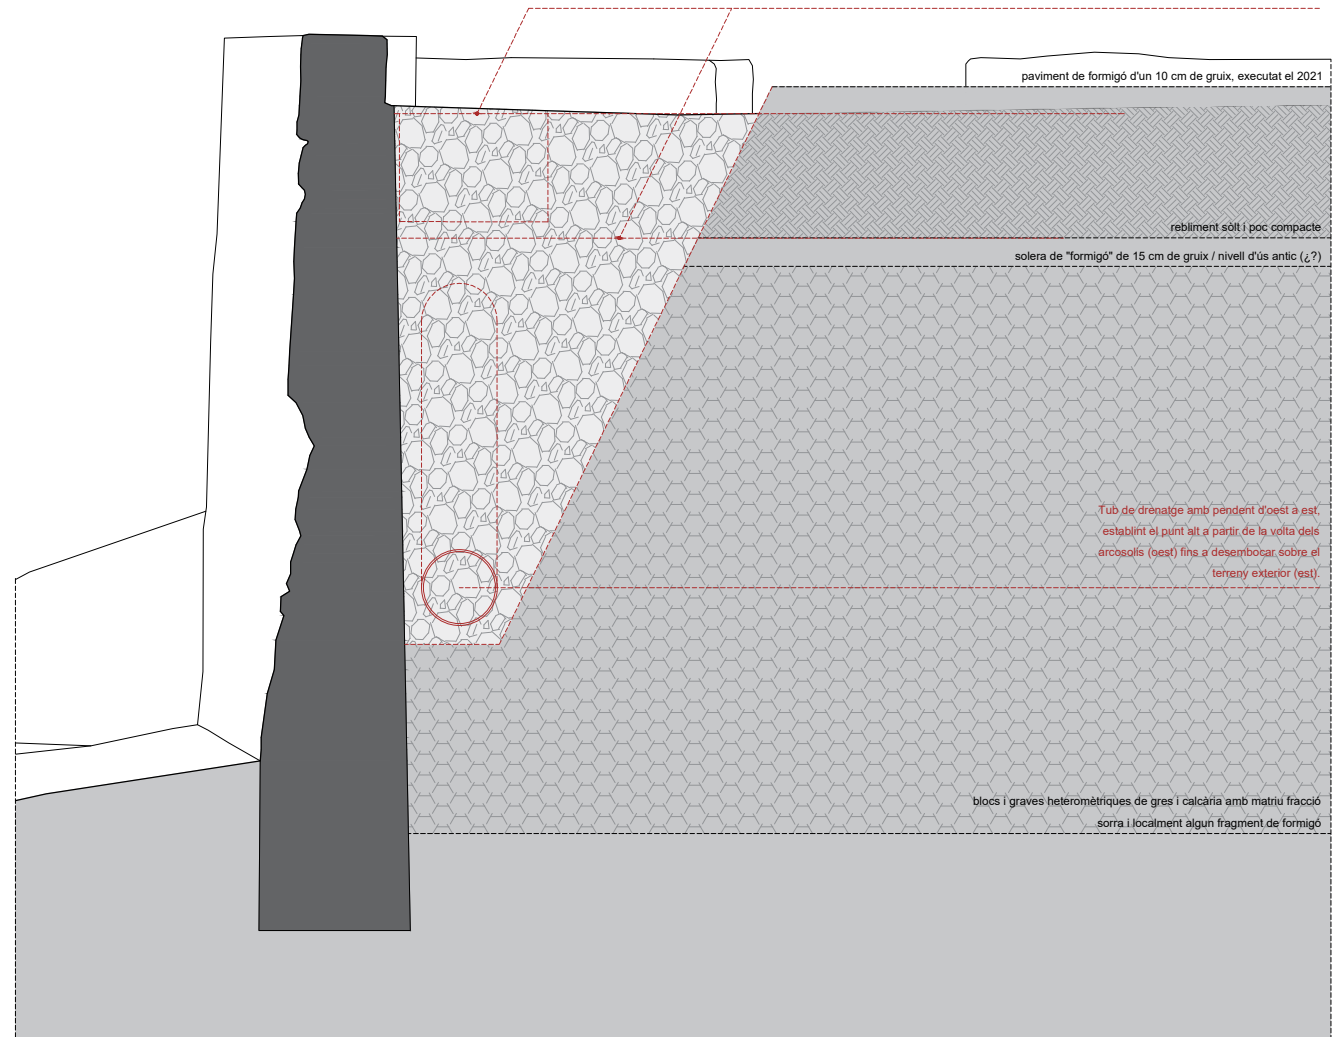 paviment de formigó d'un 10 cm de gruix, executat el 2021
rebliment sòlt i poc compacte
solera de "formigó" de 15 cm de gruix / nivell d'ús antic (¿?)
Tub de drenatge amb pendent d'oest a est,
establint el punt alt a partir de la volta dels
arcosolis (oest) fins a desembocar sobre el
terreny exterior (est).
blocs i graves heteromètriques de gres i calcària amb matriu fracció
sorra i localment algun fragment de formigó